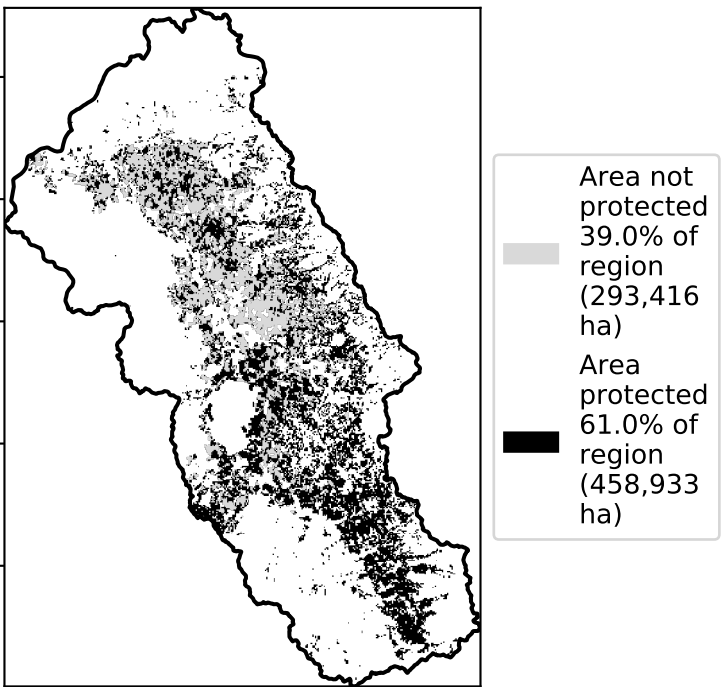 Area not
protected
39.0% of
region
(293,416
ha)
Area
protected
61.0% of
region
(458,933
ha)